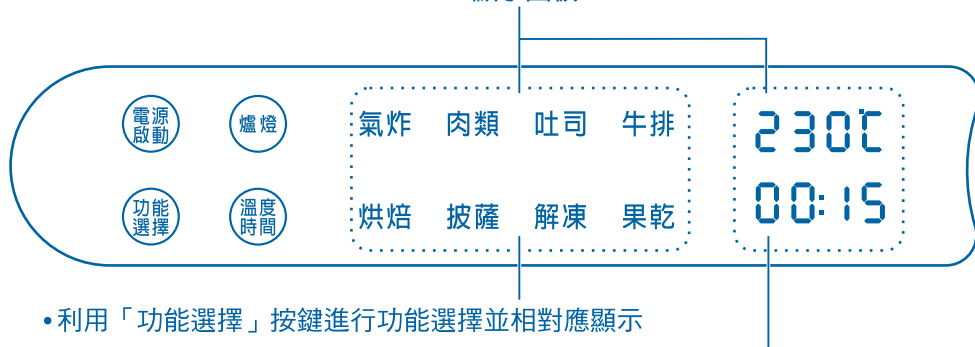 電源
啟動
爐燈
氣炸 肉類 吐司 牛排
230℃
功能
選擇
溫度
時間
烘焙 披薩 解凍 果乾
00:15
•利用「功能選擇」按鍵進行功能選擇並相對應顯示